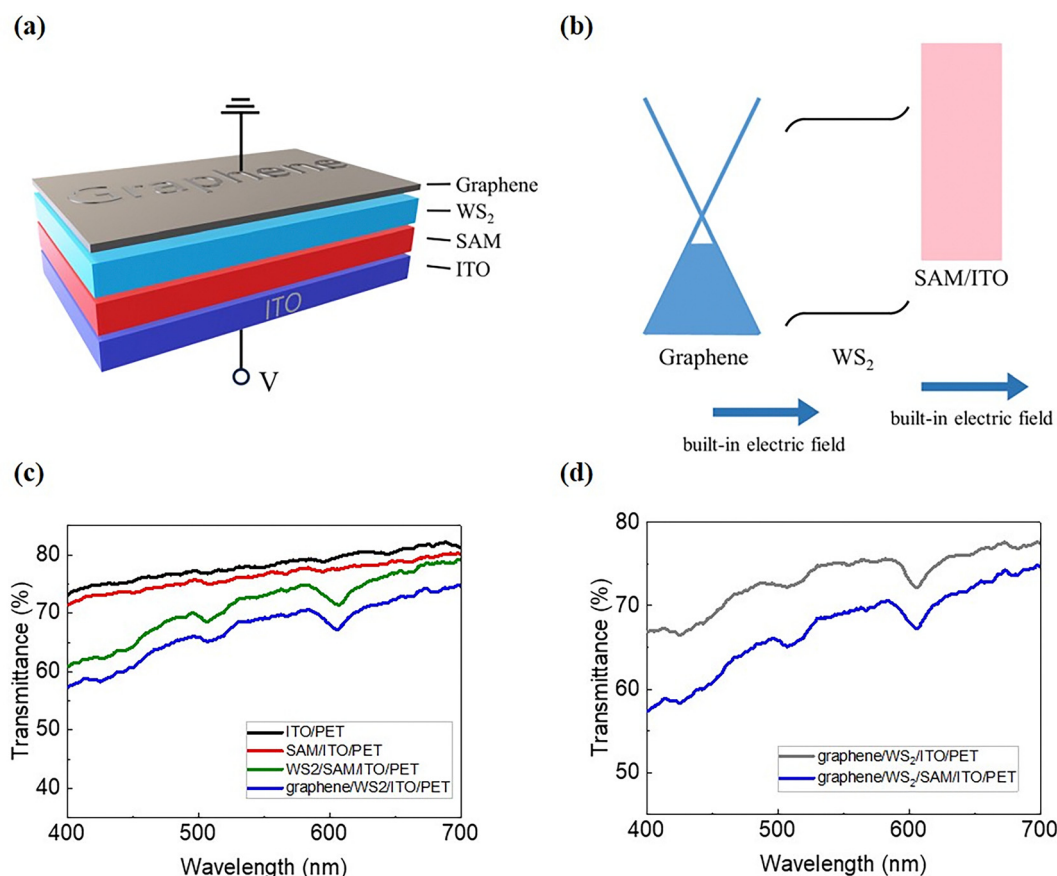 (a)
Graphene
Graphene
WS₂
SAM
ITO
ITO
V
(b)
SAM/ITO
Graphene
WS₂
built-in electric field
built-in electric field
(c)
80
70
60
50
40
Transmittance (%)
ITO/PET
SAM/ITO/PET
WS2/SAM/ITO/PET
graphene/WS2/ITO/PET
400 500 600 700
Wavelength (nm)
(d)
80
70
60
50
Transmittance (%)
graphene/WS₂/ITO/PET
graphene/WS₂/SAM/ITO/PET
400 500 600 700
Wavelength (nm)